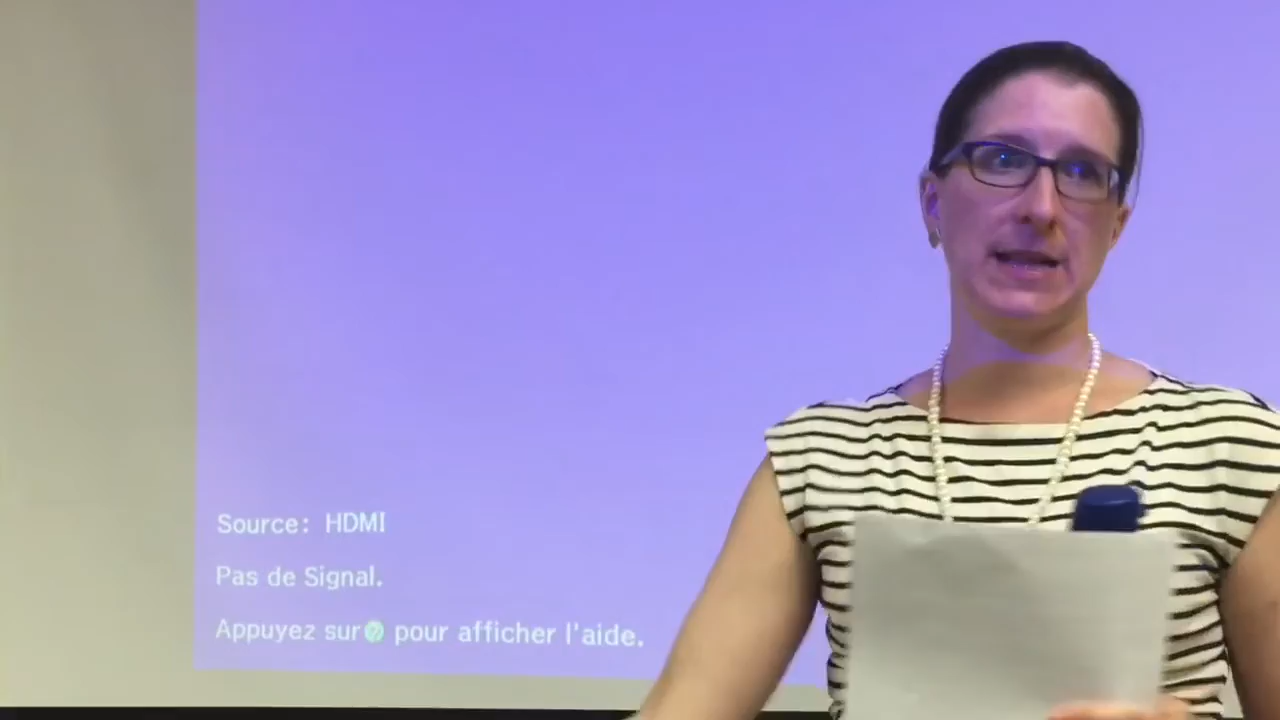 Source: HDMI
Pas de Signal.
Appuyez sur ? pour afficher l'aide.